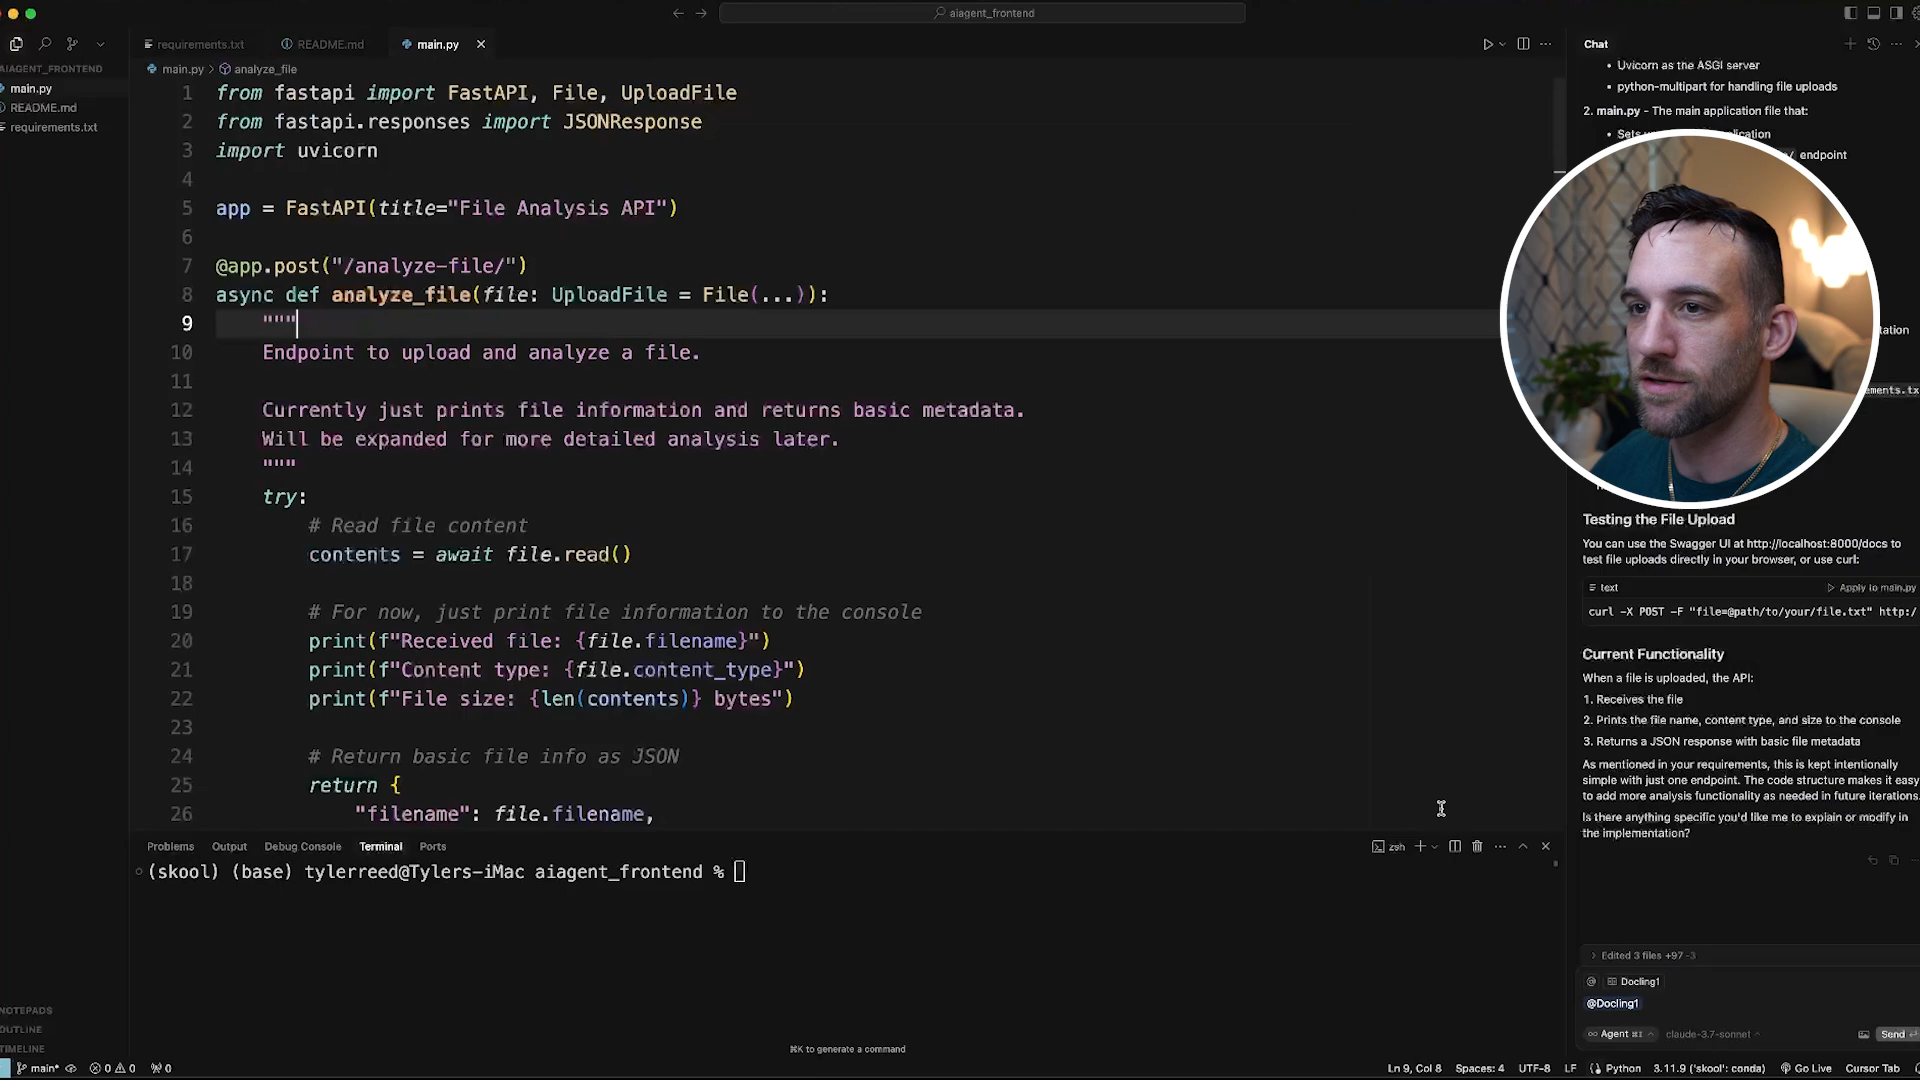 aiagent_frontend
requirements.txt
README.md
main.py
Chat
AIAGENT_FRONTEND
main.py
README.md
requirements.txt
NOTEPADS
OUTLINE
TIMELINE
main.py > analyze_file
1 from fastapi import FastAPI, File, UploadFile
2 from fastapi.responses import JSONResponse
3 import uvicorn
4
5 app = FastAPI(title="File Analysis API")
6
7 @app.post("/analyze-file/")
8 async def analyze_file(file: UploadFile = File(...)):
9 """
10 Endpoint to upload and analyze a file.
11
12 Currently just prints file information and returns basic metadata.
13 Will be expanded for more detailed analysis later.
14 """
15 try:
16 # Read file content
17 contents = await file.read()
18
19 # For now, just print file information to the console
20 print(f"Received file: {file.filename}")
21 print(f"Content type: {file.content_type}")
22 print(f"File size: {len(contents)} bytes")
23
24 # Return basic file info as JSON
25 return {
26 "filename": file.filename,
Problems
Output
Debug Console
Terminal
Ports
zsh
(skool) (base) tylerreed@Tylers-iMac aiagent_frontend %
⌘K to generate a command
• Uvicorn as the ASGI server
• python-multipart for handling file uploads
2. main.py - The main application file that:
• Sets
endpoint
Testing the File Upload
You can use the Swagger UI at http://localhost:8000/docs to
test file uploads directly in your browser, or use curl:
text
Apply to main.py
curl -X POST -F "file=@path/to/your/file.txt" http:/
Current Functionality
When a file is uploaded, the API:
1. Receives the file
2. Prints the file name, content type, and size to the console
3. Returns a JSON response with basic file metadata
As mentioned in your requirements, this is kept intentionally
simple with just one endpoint. The code structure makes it easy
to add more analysis functionality as needed in future iterations.
Is there anything specific you'd like me to explain or modify in
the implementation?
> Edited 3 files +97 -3
@ Docling1
@Docling1
Agent ⌘I
claude-3.7-sonnet
Send
main*
0 0
0
Ln 9, Col 8
Spaces: 4
UTF-8
LF
Python
3.11.9 ('skool': conda)
Go Live
Cursor Tab